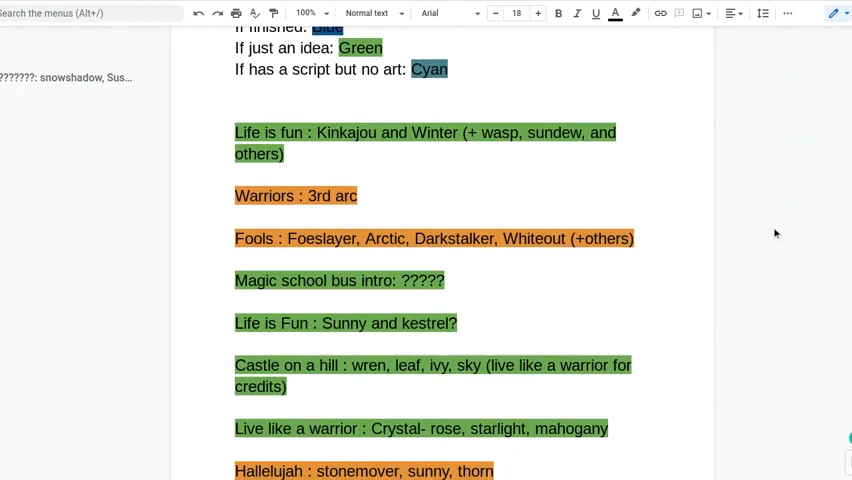 Search the menus (Alt+/)
100%
Normal text
Arial
18
B I U A
If finished: Blue
If just an idea: Green
If has a script but no art: Cyan
???????: snowshadow, Sus...
Life is fun : Kinkajou and Winter (+ wasp, sundew, and
others)
Warriors : 3rd arc
Fools : Foeslayer, Arctic, Darkstalker, Whiteout (+others)
Magic school bus intro: ?????
Life is Fun : Sunny and kestrel?
Castle on a hill : wren, leaf, ivy, sky (live like a warrior for
credits)
Live like a warrior : Crystal- rose, starlight, mahogany
Hallelujah : stonemover, sunny, thorn